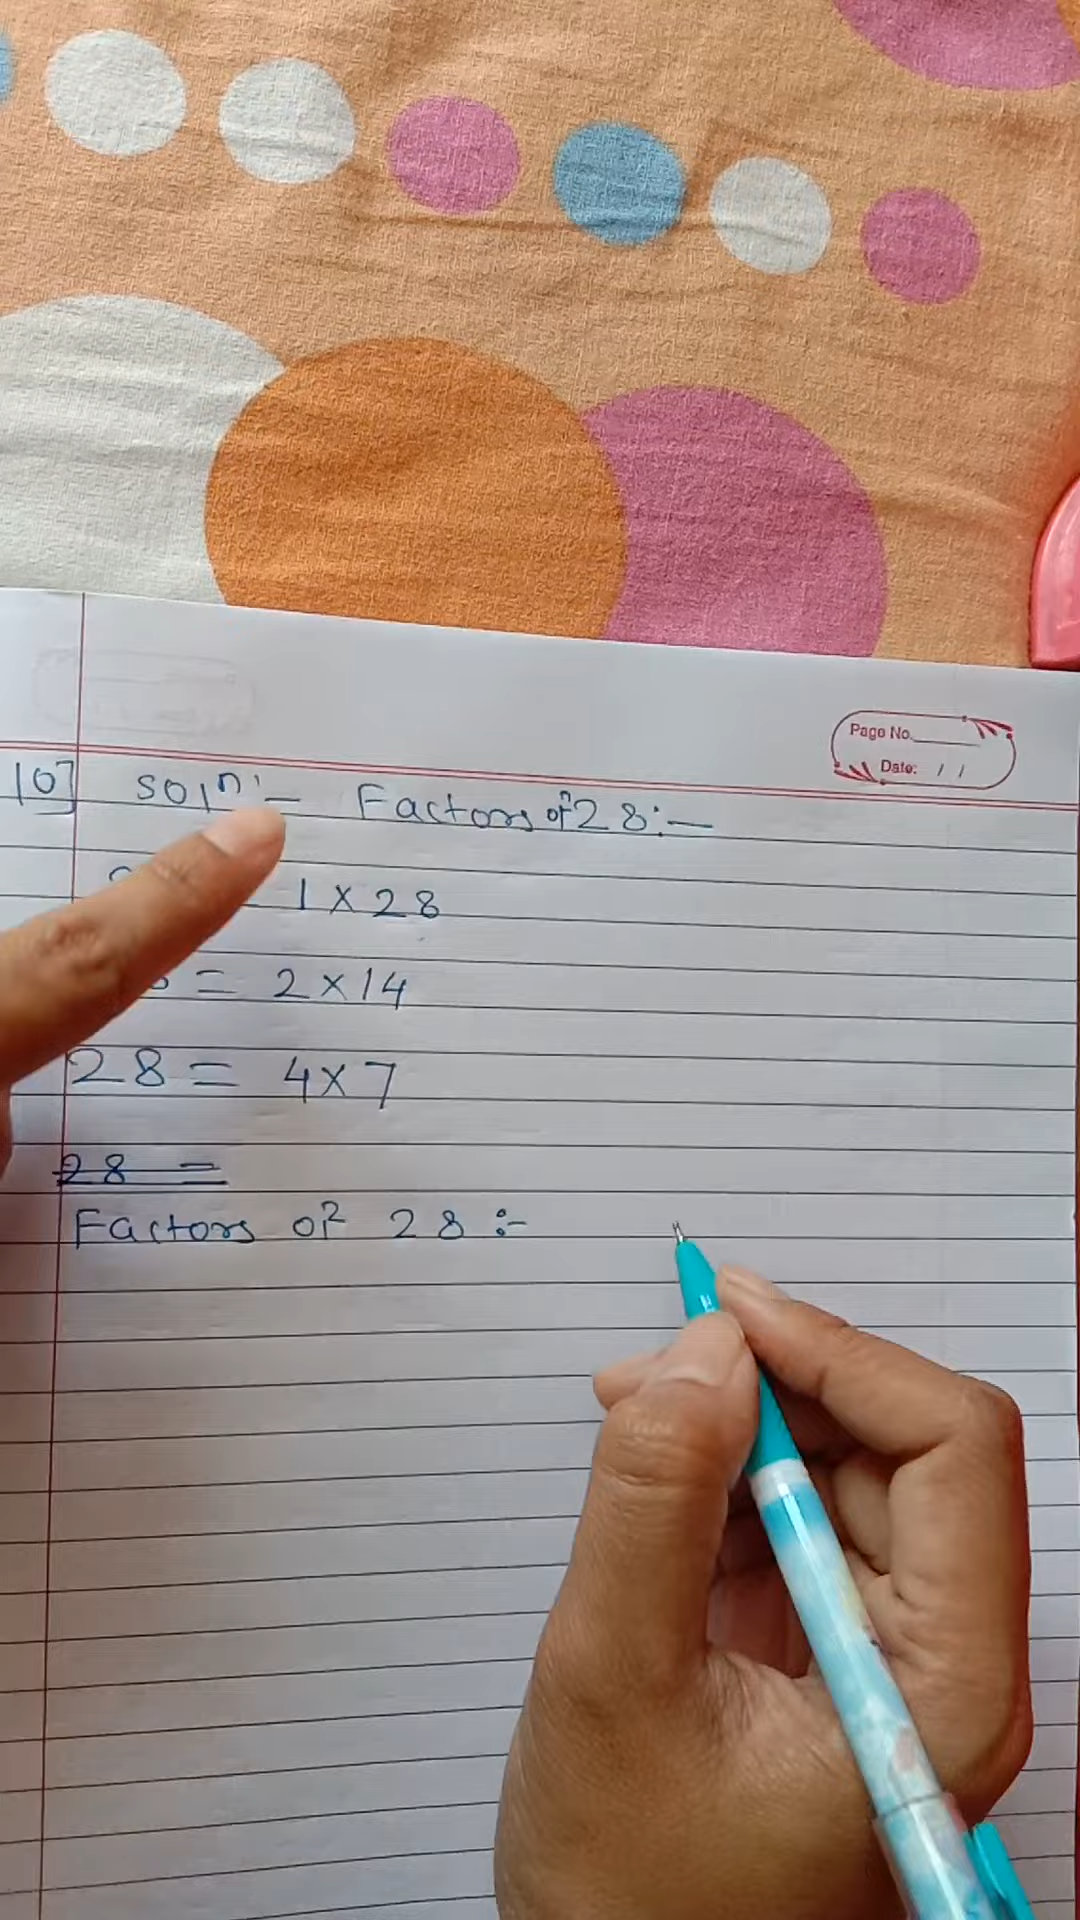 Page No.
Date: / /
10] Soln:- Factors of 28:-
1 x 28
= 2 x 14
28 = 4 x 7
28 =
Factors of 28 :-